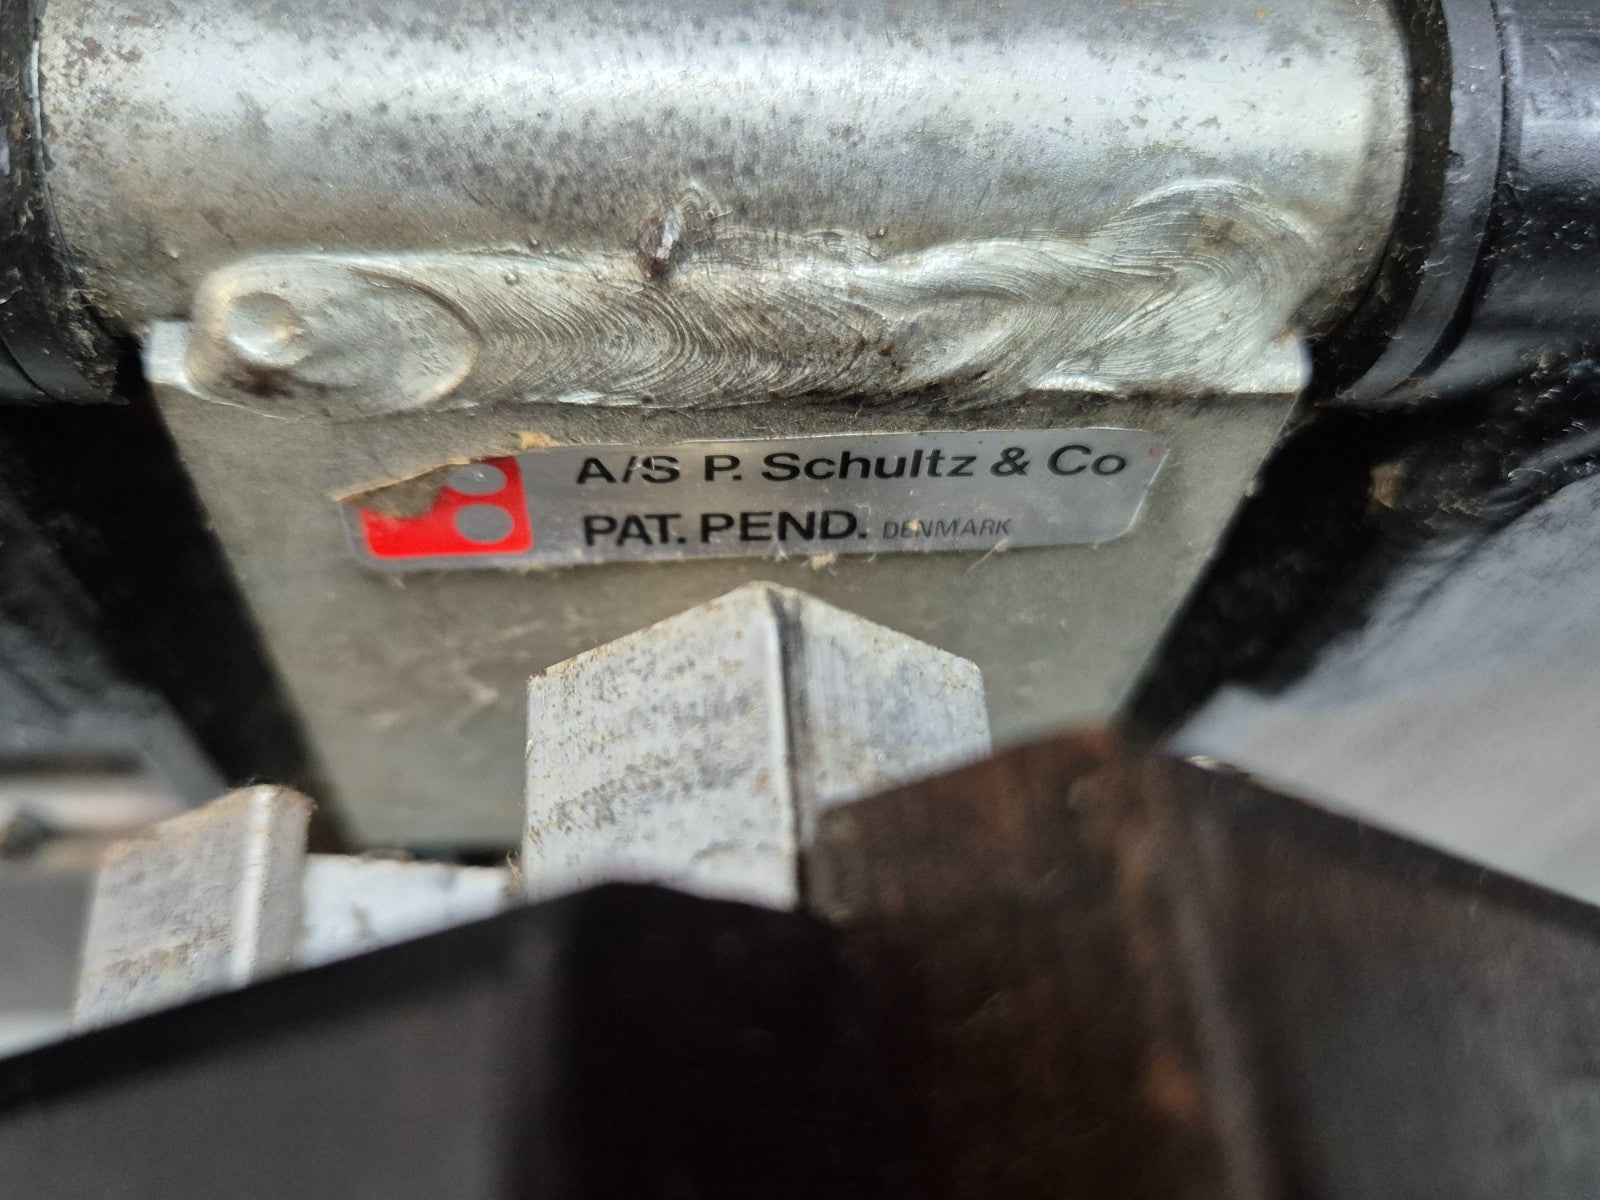 A/S P. Schultz & Co
PAT. PEND. DENMARK